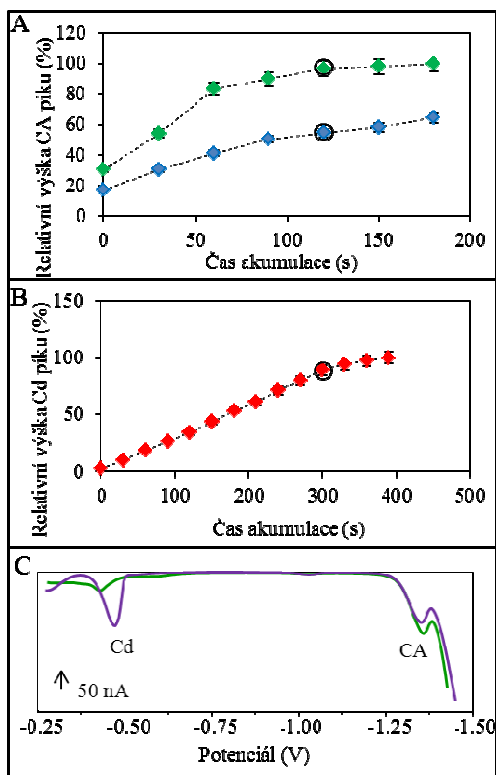 A
Relativní výška CA piku (%)
120
100
80
60
40
20
0
0 50 100 150 200
Čas akumulace (s)
B
Relativní výška Cd piku (%)
150
100
50
0
0 100 200 300 400 500
Čas akumulace (s)
C
Cd
CA
50 nA
-0.25 -0.50 -0.75 -1.00 -1.25 -1.50
Potenciál (V)